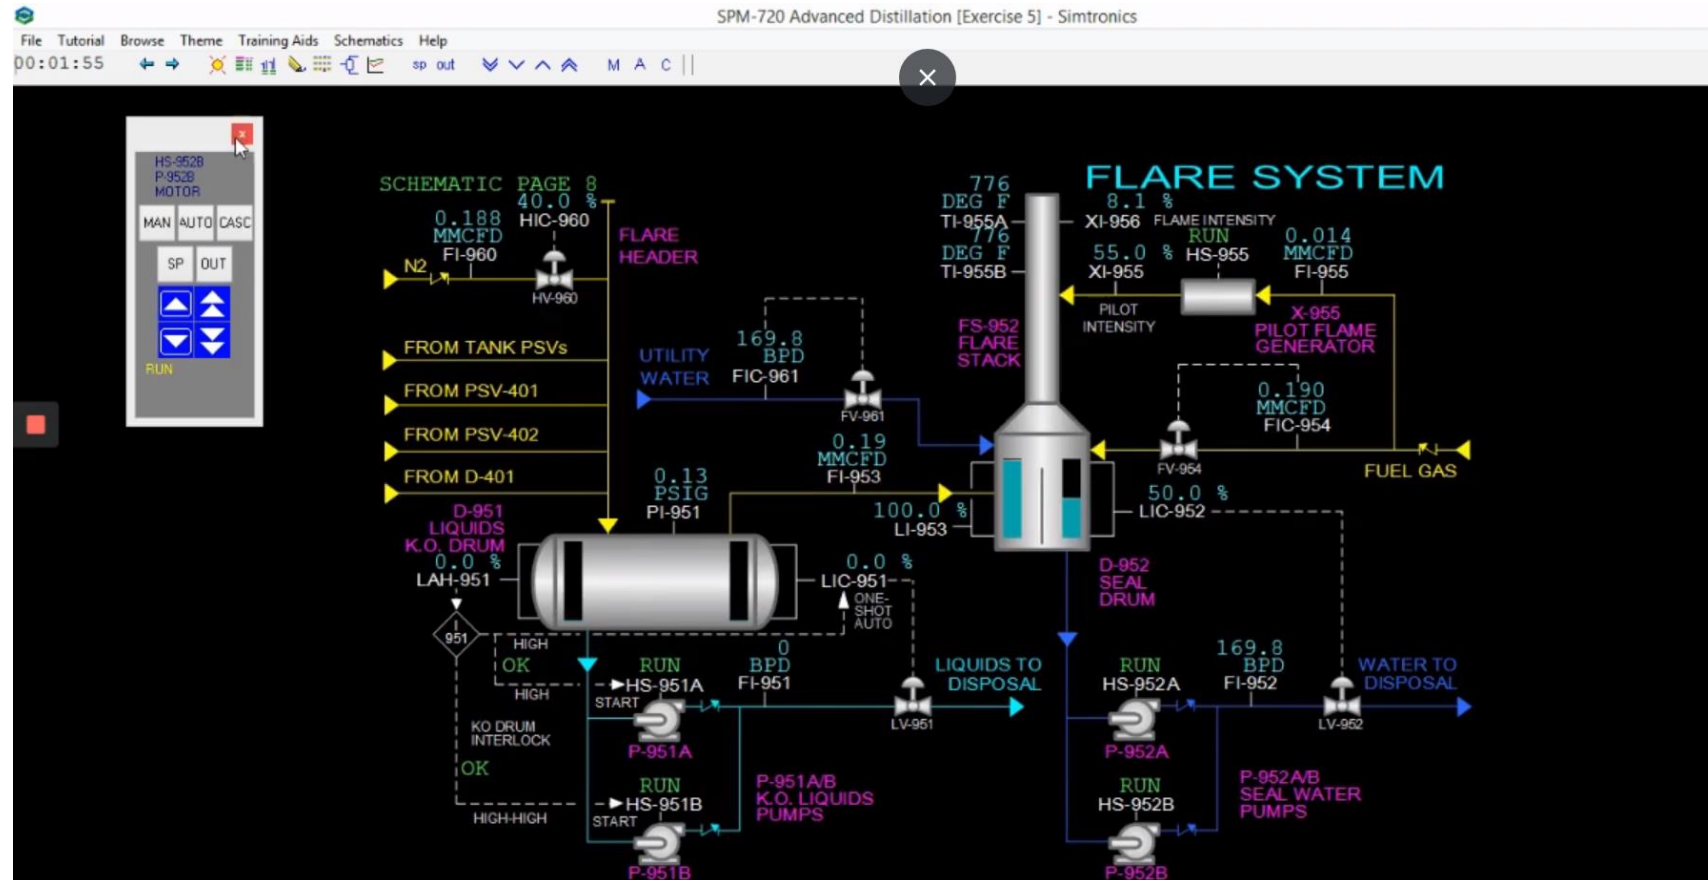 SPM-720 Advanced Distillation [Exercise 5] - Simtronics
File Tutorial Browse Theme Training Aids Schematics Help
00:01:55 sp out M A C
x
HS-952B
P-952B
MOTOR
MAN AUTO CASC
SP OUT
RUN
FLARE SYSTEM
SCHEMATIC PAGE 8
40.0 %
HIC-960
0.188
MMCFD
FI-960
N2
HV-960
FLARE
HEADER
FROM TANK PSVs
FROM PSV-401
FROM PSV-402
FROM D-401
UTILITY
WATER
169.8
BPD
FIC-961
FV-961
0.19
MMCFD
FI-953
0.13
PSIG
PI-951
776
DEG F
TI-955A
776
DEG F
TI-955B
8.1 %
XI-956 FLAME INTENSITY
55.0 %
XI-955
PILOT
INTENSITY
RUN
HS-955
0.014
MMCFD
FI-955
X-955
PILOT FLAME
GENERATOR
FS-952
FLARE
STACK
0.190
MMCFD
FIC-954
FV-954
FUEL GAS
100.0 %
LI-953
50.0 %
LIC-952
D-952
SEAL
DRUM
D-951
LIQUIDS
K.O. DRUM
0.0 %
LAH-951
0.0 %
LIC-951
ONE-
SHOT
AUTO
951
HIGH
OK
HIGH
START
RUN
HS-951A
P-951A
0
BPD
FI-951
LIQUIDS TO
DISPOSAL
LV-951
KO DRUM
INTERLOCK
OK
HIGH-HIGH
START
RUN
HS-951B
P-951B
P-951A/B
K.O. LIQUIDS
PUMPS
RUN
HS-952A
P-952A
169.8
BPD
FI-952
WATER TO
DISPOSAL
LV-952
RUN
HS-952B
P-952B
P-952A/B
SEAL WATER
PUMPS